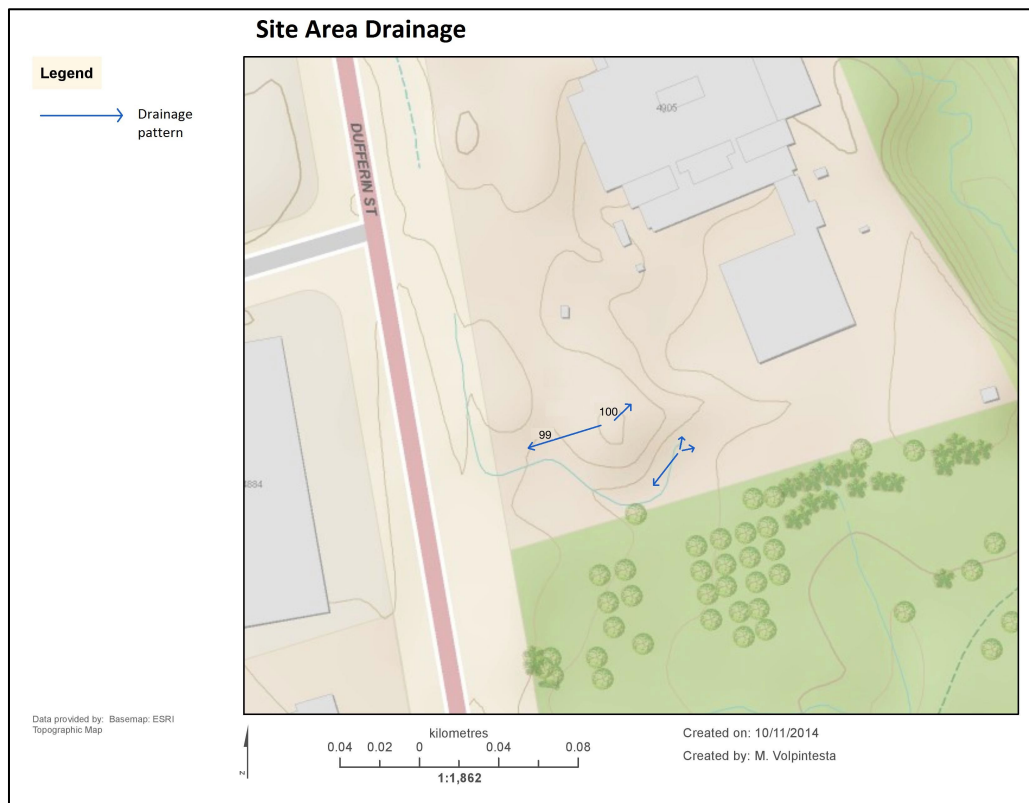 Site Area Drainage
Legend
Drainage
pattern
DUFFERIN ST
4905
100
99
4884
Data provided by: Basemap: ESRI
Topographic Map
z
kilometres
0.04 0.02 0 0.04 0.08
1:1,862
Created on: 10/11/2014
Created by: M. Volpintesta